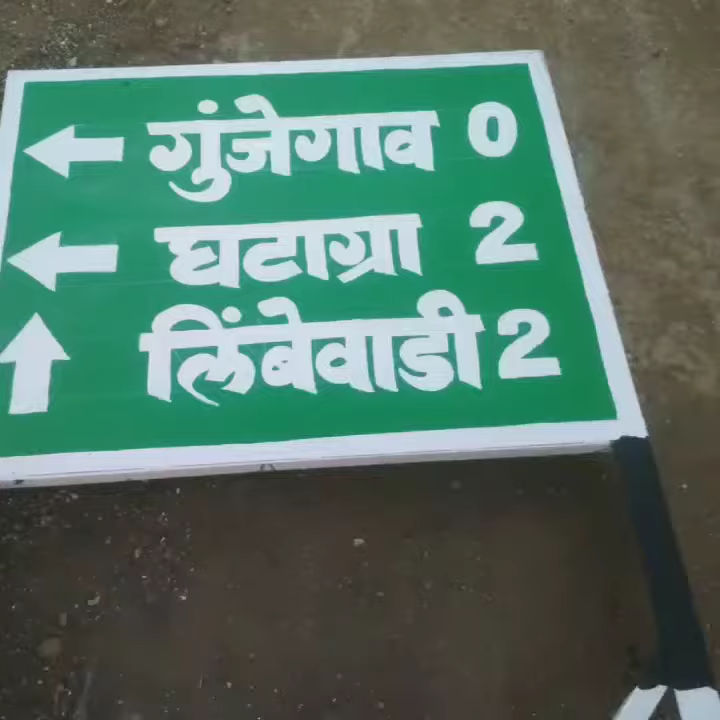 ← गुंजेगाव 0
← घटाग्रा 2
↑ लिंबेवाडी 2